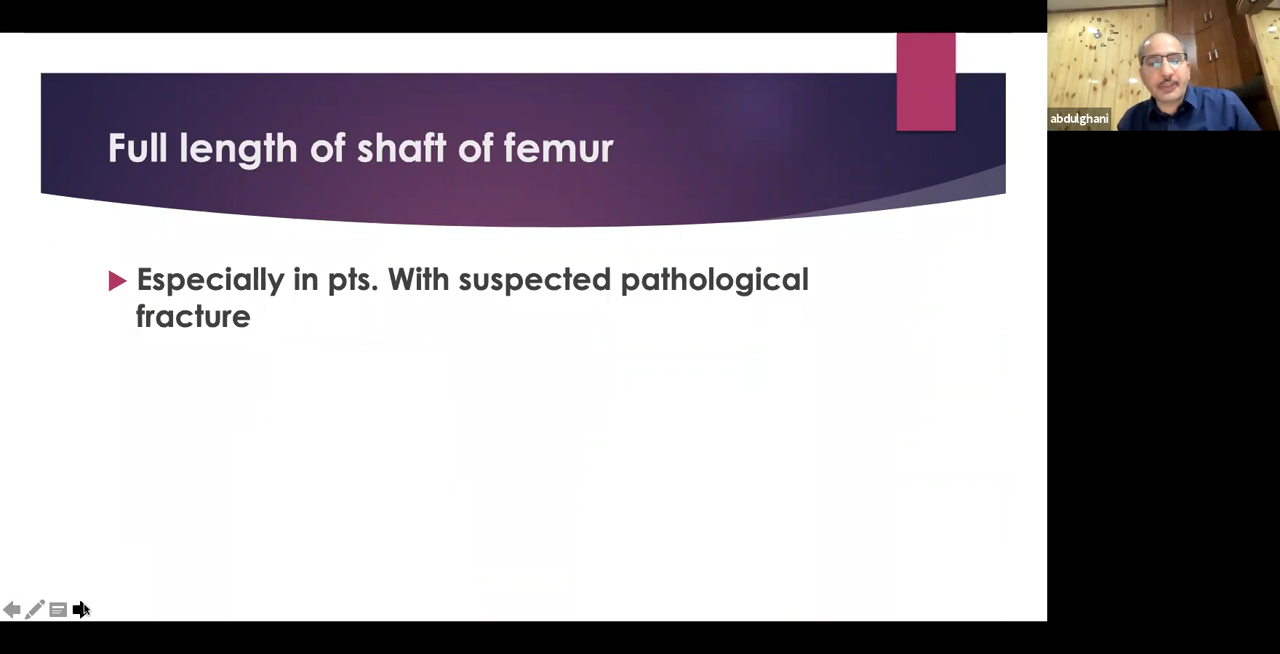 Full length of shaft of femur
Especially in pts. With suspected pathological
fracture
abdulghani